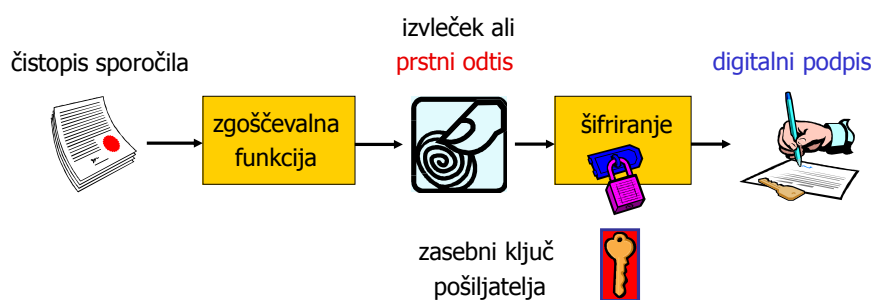 čistopis sporočila
zgoščevalna
funkcija
izvleček ali
prstni odtis
šifriranje
digitalni podpis
zasebni ključ
pošiljatelja